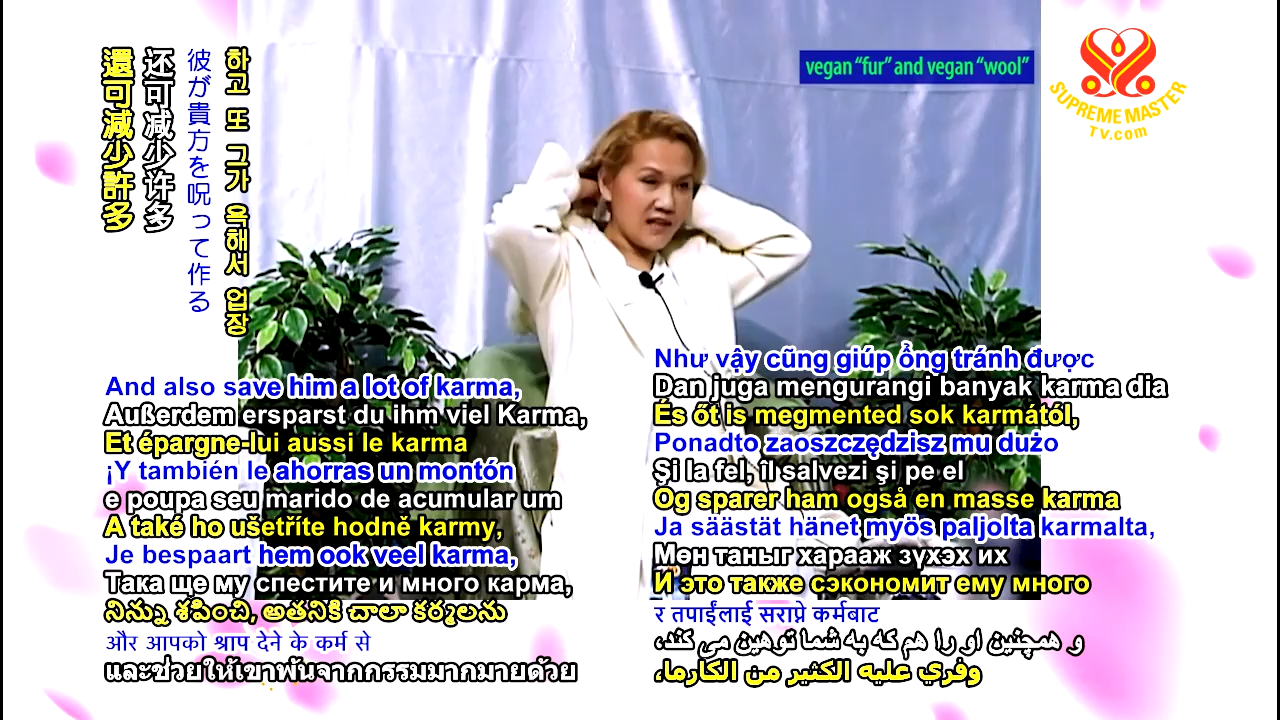 vegan “fur” and vegan “wool”
SUPREME MASTER
TV.com
還可減少許多
还可减少许多
彼が貴方を呪って作る
하고 또 그가 욕해서 업장
And also save him a lot of karma,
Außerdem ersparst du ihm viel Karma,
Et épargne-lui aussi le karma
¡Y también le ahorras un montón
e poupa seu marido de acumular um
A také ho ušetříte hodně karmy,
Je bespaart hem ook veel karma,
Така ще му спестите и много карма,
నిన్ను శపించి, అతనికి చాలా కర్మలను
और आपको श्राप देने के कर्म से
และช่วยให้เขาพ้นจากกรรมมากมายด้วย
Như vậy cũng giúp ổng tránh được
Dan juga mengurangi banyak karma dia
És őt is megmented sok karmától,
Ponadto zaoszczędzisz mu dużo
Şi la fel, îl salvezi şi pe el
Og sparer ham også en masse karma
Ja säästät hänet myös paljolta karmalta,
Мөн таныг харааж зүхэх их
И это также сэкономит ему много
र तपाईंलाई सराप्ने कर्मबाट
و همچنین او را هم که به شما توهین می کند،
وفري عليه الكثير من الكارما،